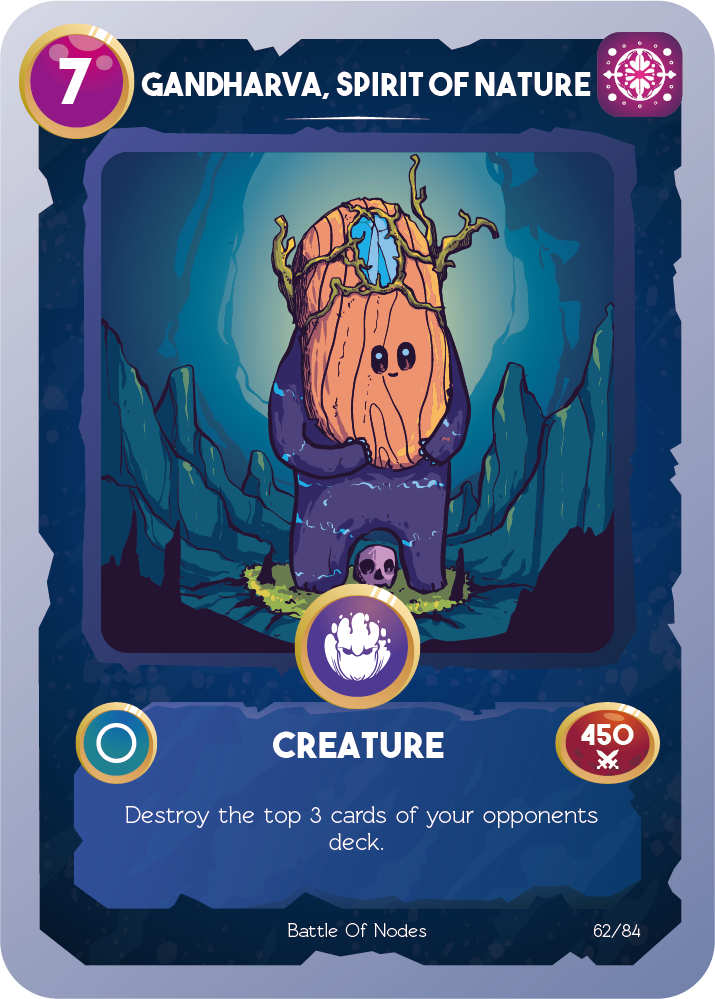 7
GANDHARVA, SPIRIT OF NATURE
CREATURE
450
Destroy the top 3 cards of your opponents
deck.
Battle Of Nodes
62/84